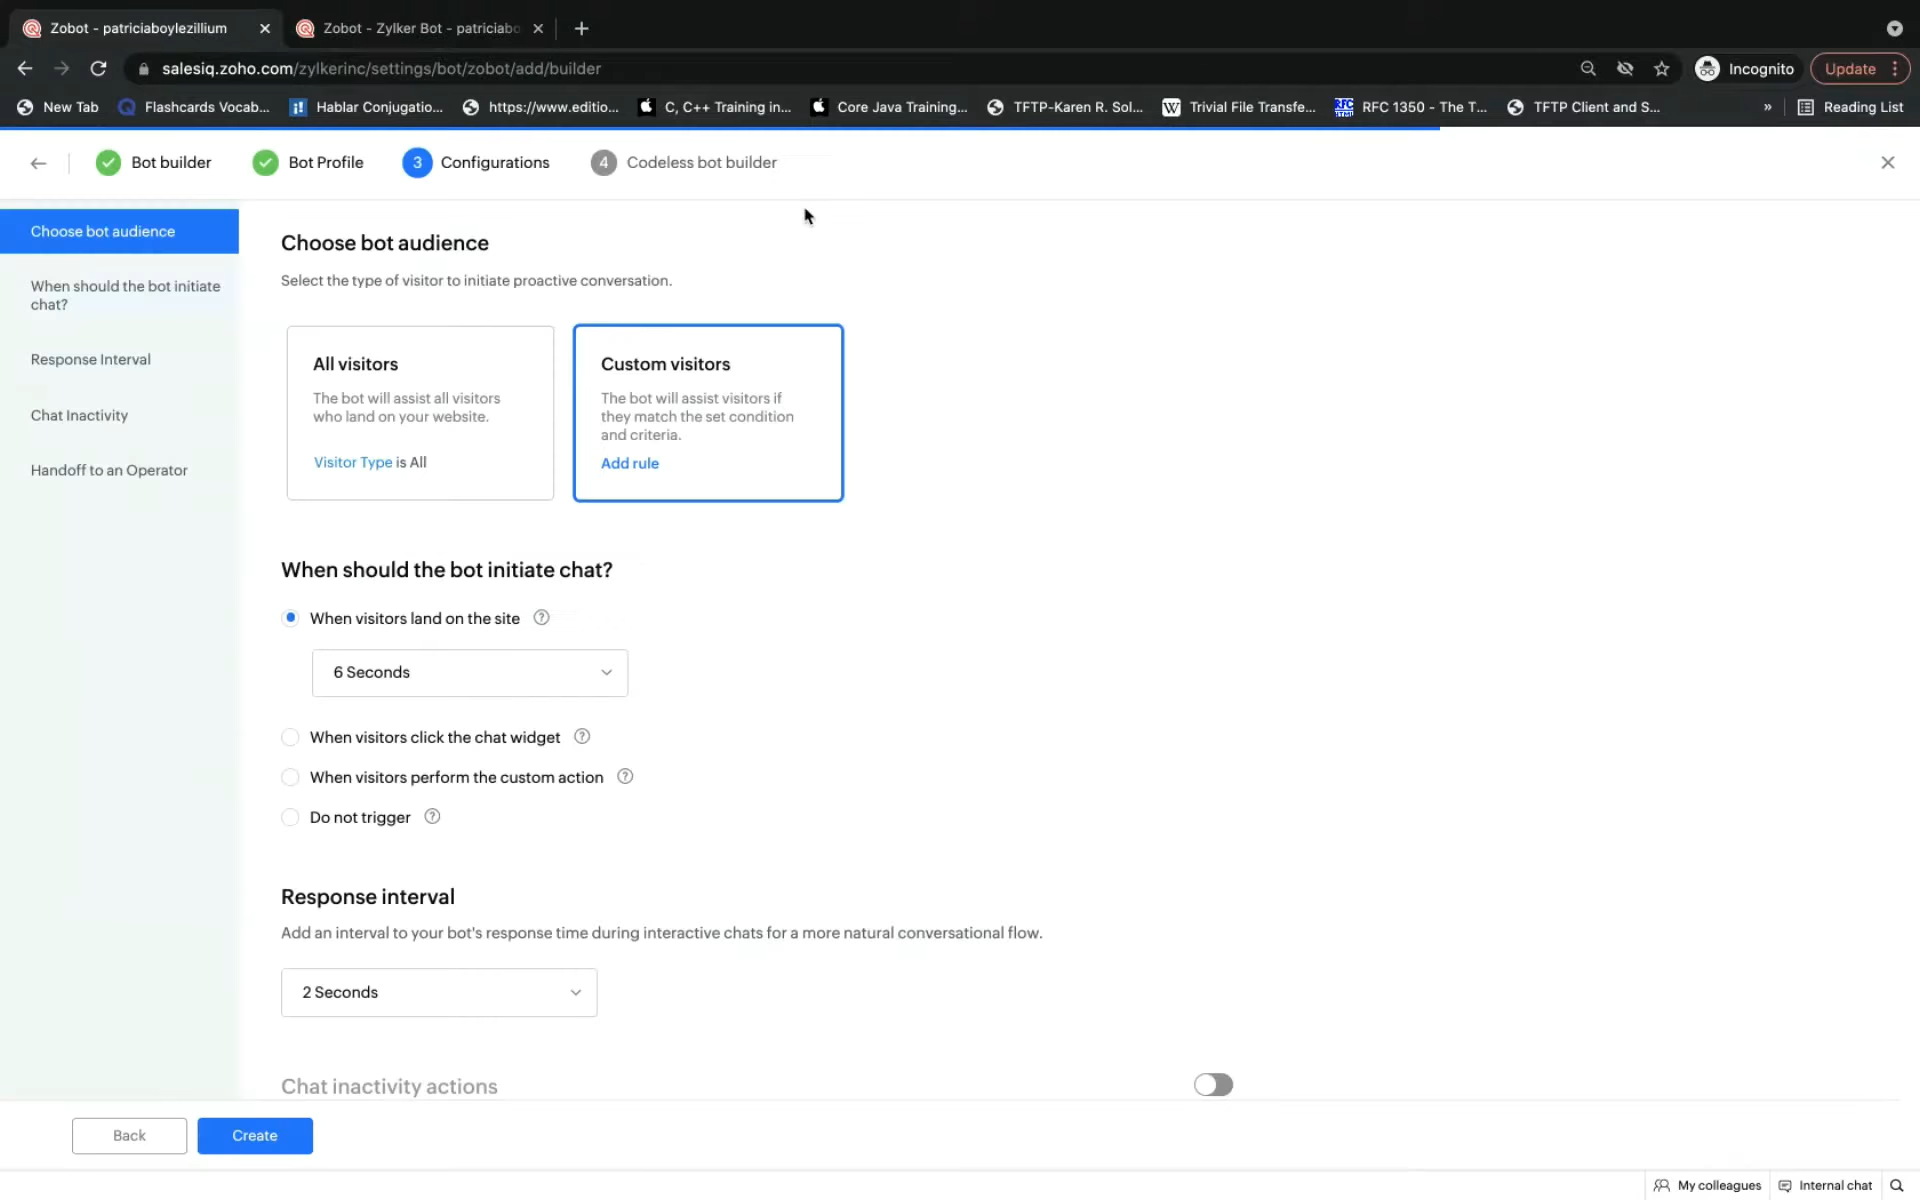 Zobot - patriciaboylezillium
Zobot - Zylker Bot - patriciabo
salesiq.zoho.com/zylkerinc/settings/bot/zobot/add/builder
Incognito
Update
New Tab
Flashcards Vocab...
Hablar Conjugatio...
https://www.editio...
C, C++ Training in...
Core Java Training...
TFTP-Karen R. Sol...
Trivial File Transfe...
RFC 1350 - The T...
TFTP Client and S...
»
Reading List
Bot builder
Bot Profile
3 Configurations
4 Codeless bot builder
Choose bot audience
When should the bot initiate
chat?
Response Interval
Chat Inactivity
Handoff to an Operator
Choose bot audience
Select the type of visitor to initiate proactive conversation.
All visitors
The bot will assist all visitors
who land on your website.
Visitor Type is All
Custom visitors
The bot will assist visitors if
they match the set condition
and criteria.
Add rule
When should the bot initiate chat?
When visitors land on the site ?
6 Seconds
When visitors click the chat widget ?
When visitors perform the custom action ?
Do not trigger ?
Response interval
Add an interval to your bot's response time during interactive chats for a more natural conversational flow.
2 Seconds
Chat inactivity actions
Back
Create
My colleagues
Internal chat